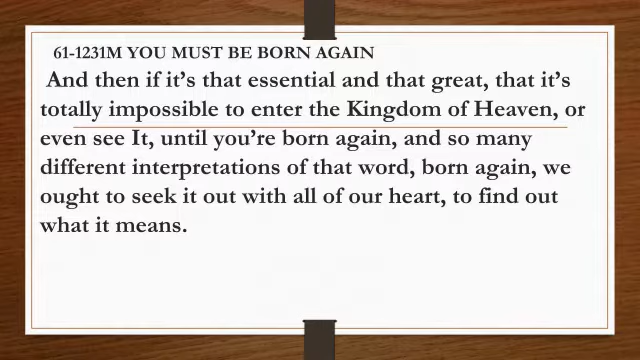 61-1231M YOU MUST BE BORN AGAIN
And then if it's that essential and that great, that it's
totally impossible to enter the Kingdom of Heaven, or
even see It, until you're born again, and so many
different interpretations of that word, born again, we
ought to seek it out with all of our heart, to find out
what it means.